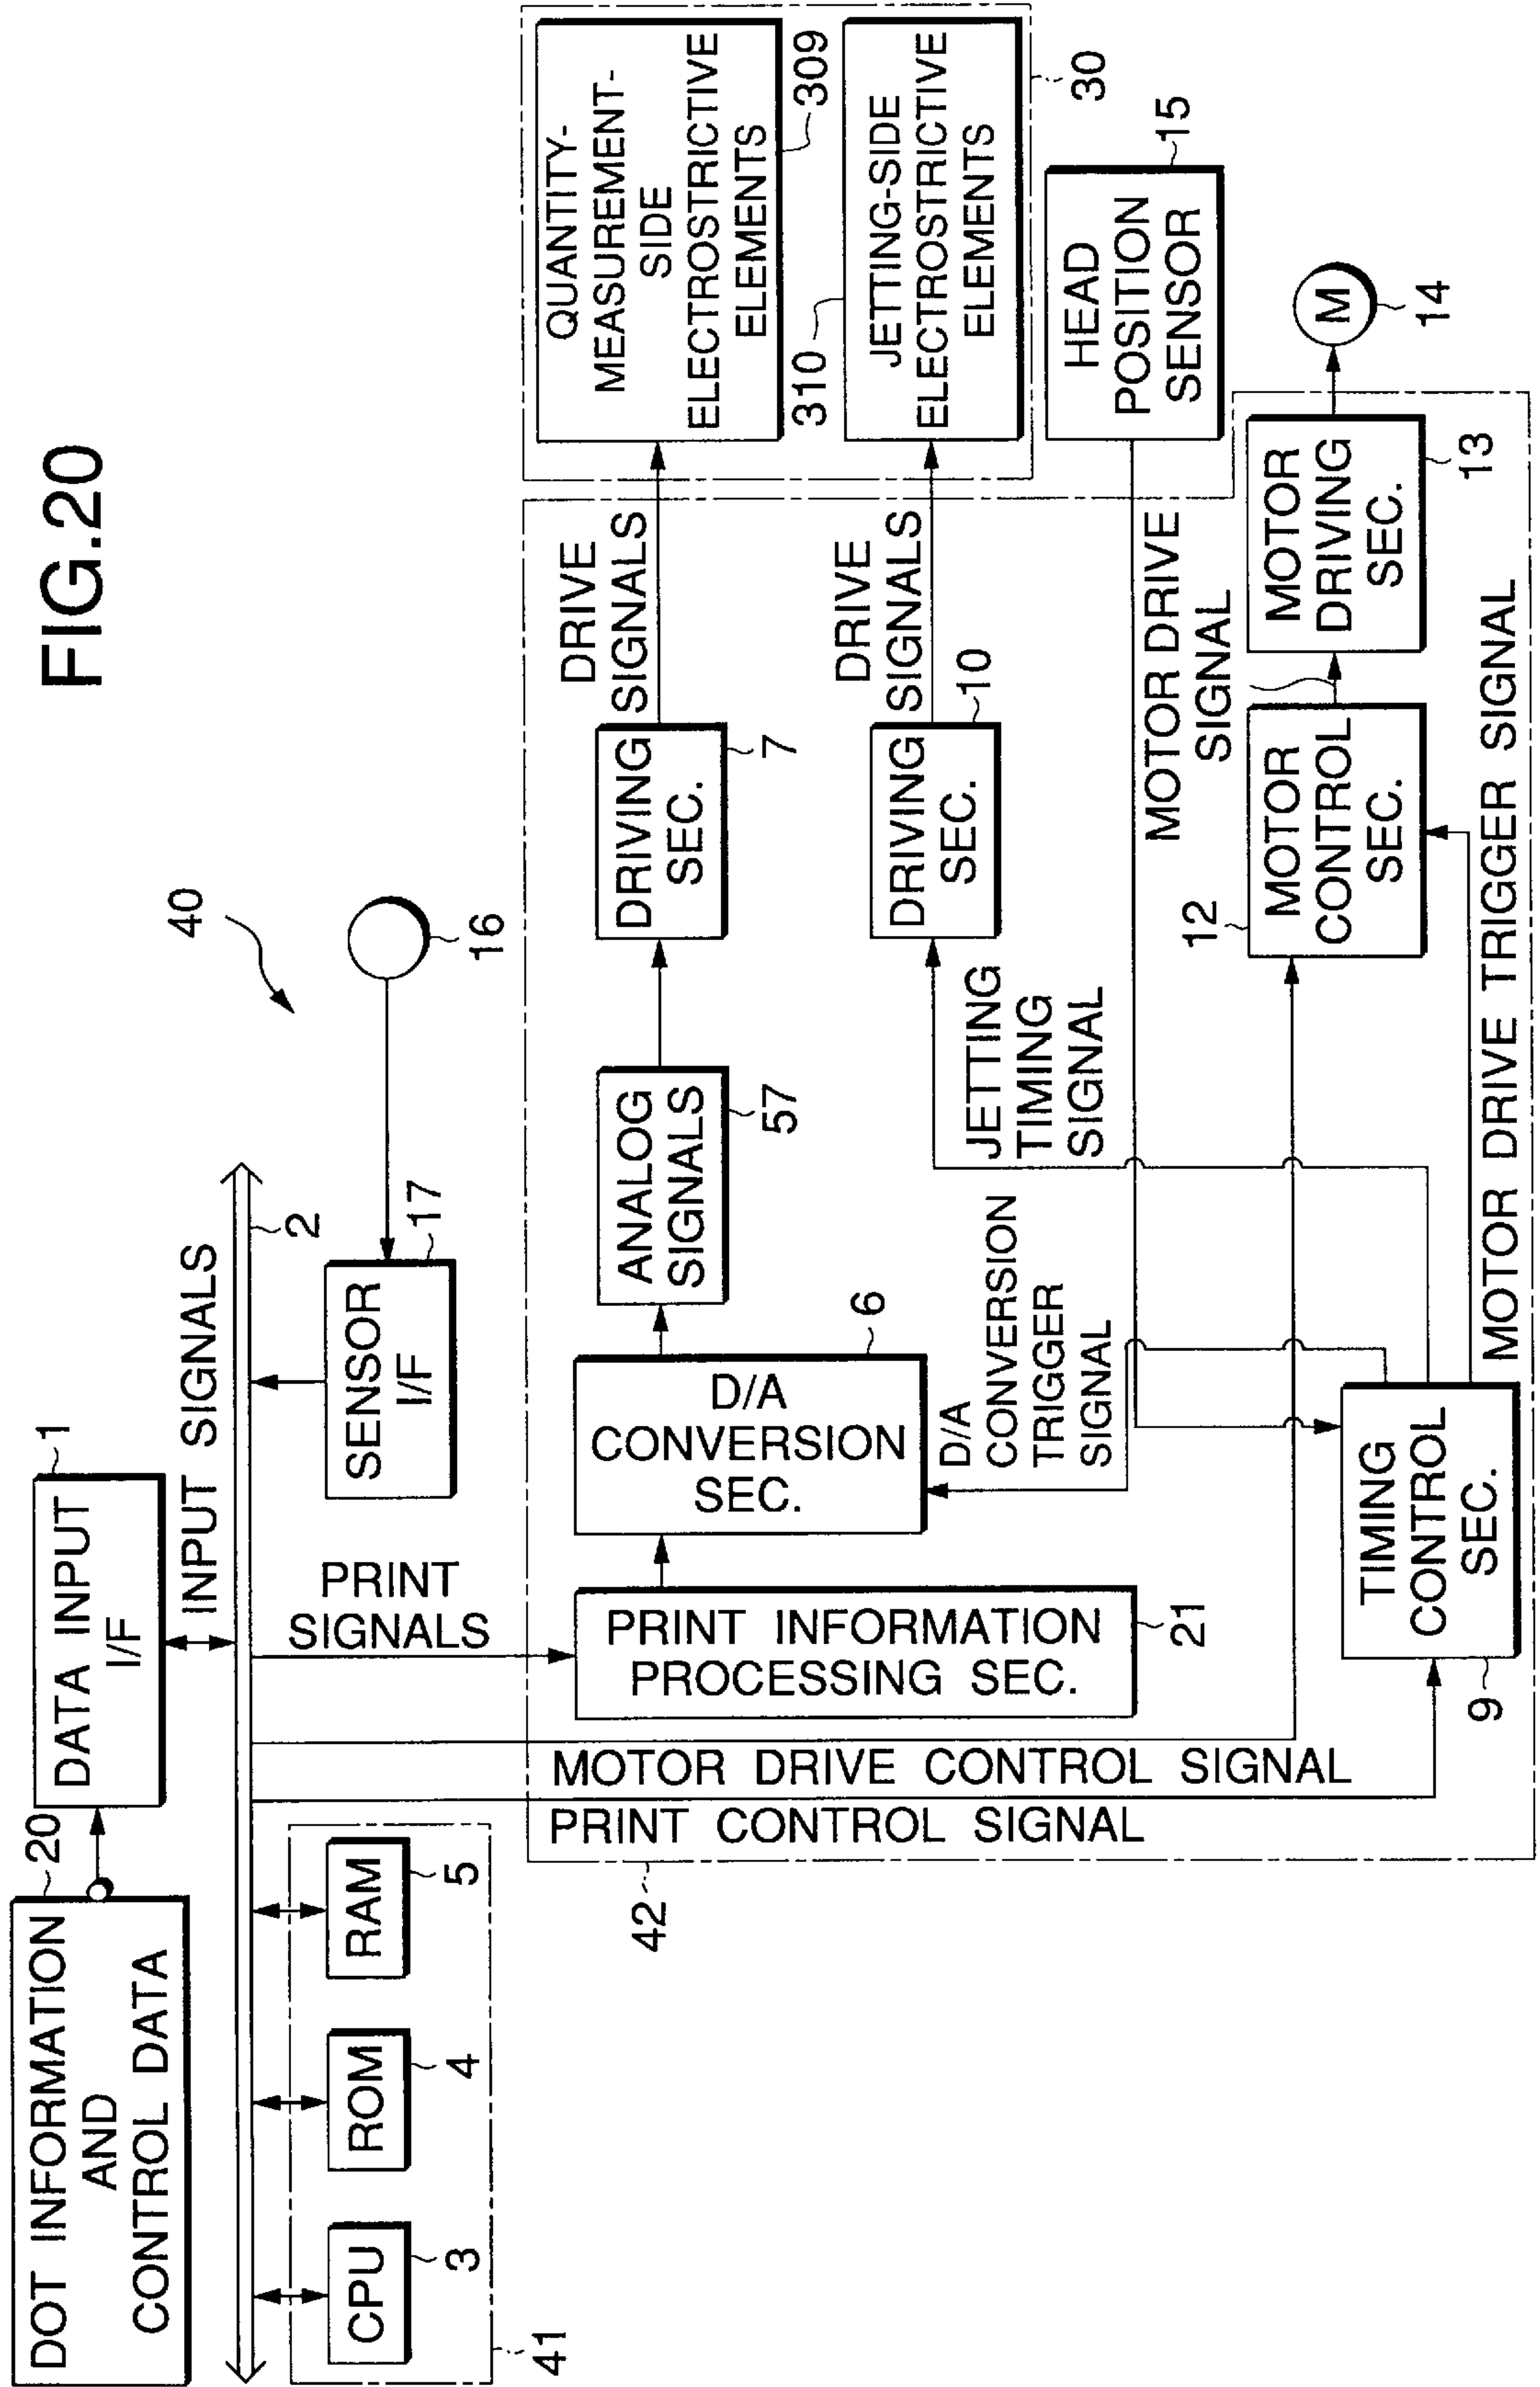 FIG.20
DOT INFORMATION
AND
CONTROL DATA
20
DATA INPUT
I/F
1
INPUT SIGNALS
2
40
CPU
3
ROM
4
RAM
5
41
PRINT
SIGNALS
SENSOR
I/F
17
16
42
MOTOR DRIVE CONTROL SIGNAL
PRINT CONTROL SIGNAL
PRINT INFORMATION
PROCESSING SEC.
21
D/A
CONVERSION
SEC.
6
ANALOG
SIGNALS
57
DRIVING
SEC.
7
DRIVE
SIGNALS
QUANTITY-
MEASUREMENT-
SIDE
ELECTROSTRICTIVE
ELEMENTS
309
D/A
CONVERSION
TRIGGER
SIGNAL
JETTING
TIMING
SIGNAL
DRIVING
SEC.
10
DRIVE
SIGNALS
310
JETTING-SIDE
ELECTROSTRICTIVE
ELEMENTS
30
HEAD
POSITION
SENSOR
15
TIMING
CONTROL
SEC.
9
MOTOR
CONTROL
SEC.
12
MOTOR DRIVE
SIGNAL
MOTOR
DRIVING
SEC.
13
M
14
MOTOR DRIVE TRIGGER SIGNAL